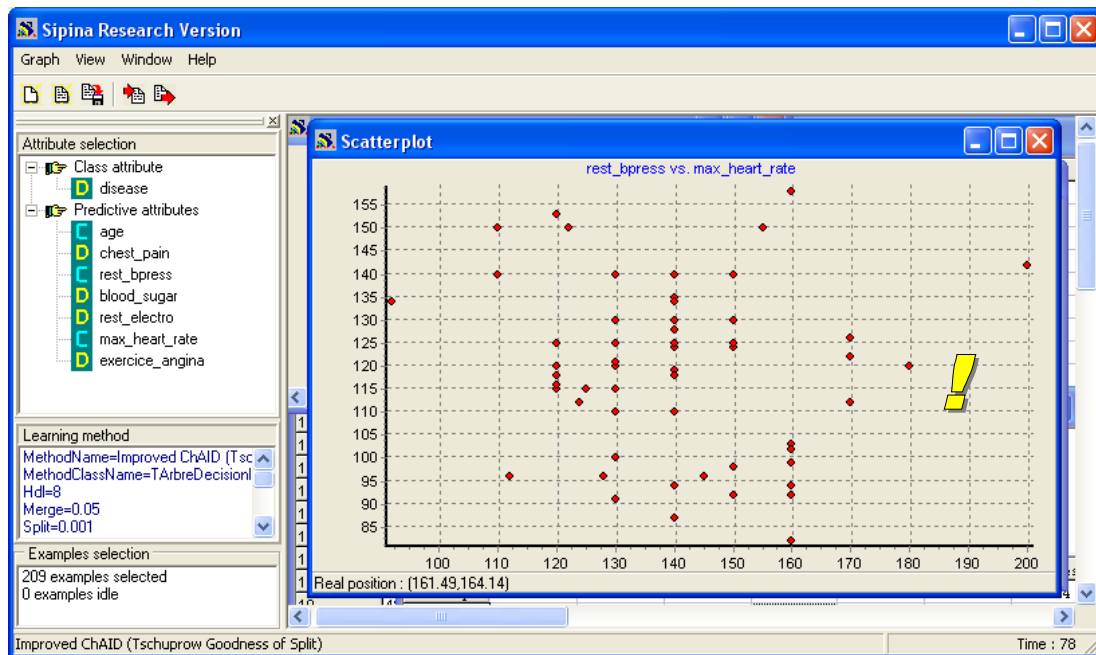 Sipina Research Version
Graph View Window Help
Attribute selection
Class attribute
D disease
Predictive attributes
C age
D chest_pain
C rest_bpress
D blood_sugar
D rest_electro
C max_heart_rate
D exercice_angina
Learning method
MethodName=Improved ChAID (Tsc
MethodClassName=TArbreDecisionI
Hdl=8
Merge=0.05
Split=0.001
Examples selection
209 examples selected
0 examples idle
Scatterplot
rest_bpress vs. max_heart_rate
155
150
145
140
135
130
125
120
115
110
105
100
95
90
85
100 110 120 130 140 150 160 170 180 190 200
!
Real position : (161.49,164.14)
Improved ChAID (Tschuprow Goodness of Split)
Time : 78